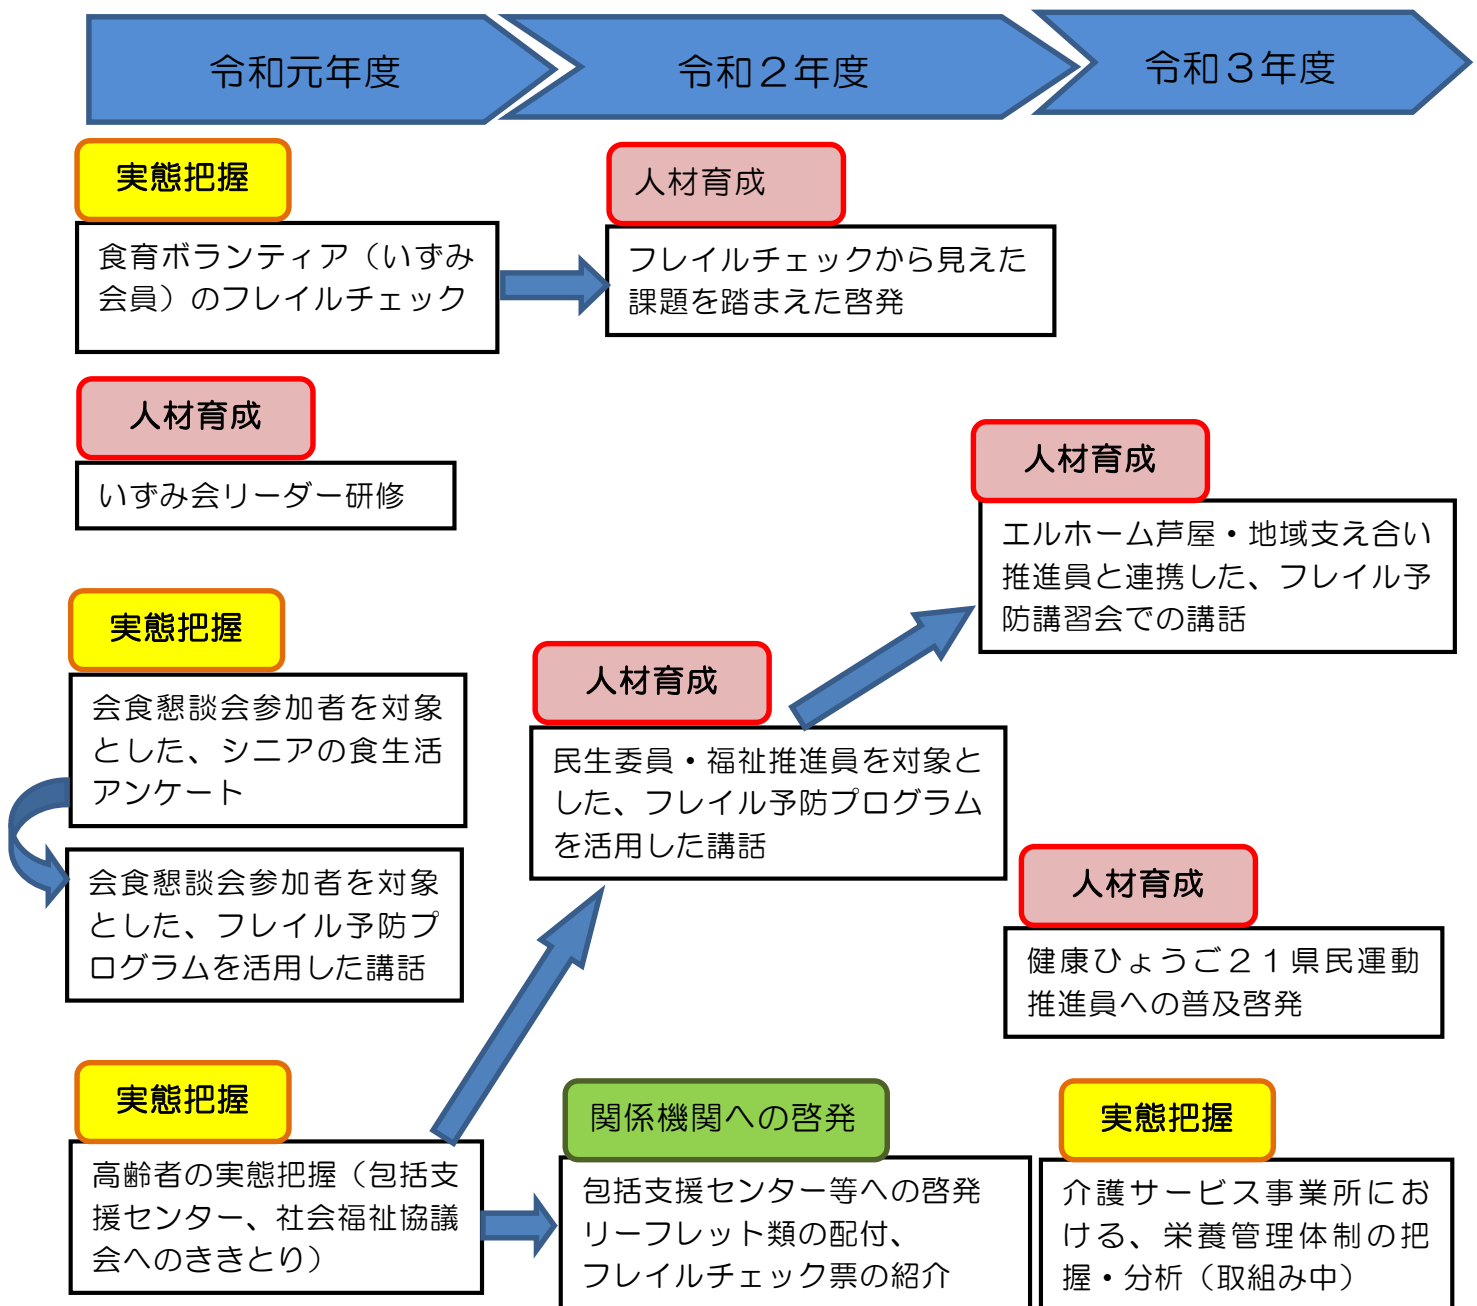 令和元年度
令和２年度
令和３年度
実態把握
食育ボランティア（いずみ
会員）のフレイルチェック
人材育成
フレイルチェックから見えた
課題を踏まえた啓発
人材育成
いずみ会リーダー研修
人材育成
エルホーム芦屋・地域支え合い
推進員と連携した、フレイル予
防講習会での講話
実態把握
会食懇談会参加者を対象
とした、シニアの食生活
アンケート
会食懇談会参加者を対象
とした、フレイル予防プ
ログラムを活用した講話
人材育成
民生委員・福祉推進員を対象と
した、フレイル予防プログラム
を活用した講話
人材育成
健康ひょうご２１県民運動
推進員への普及啓発
実態把握
高齢者の実態把握（包括支
援センター、社会福祉協議
会へのききとり）
関係機関への啓発
包括支援センター等への啓発
リーフレット類の配付、
フレイルチェック票の紹介
実態把握
介護サービス事業所にお
ける、栄養管理体制の把
握・分析（取組み中）